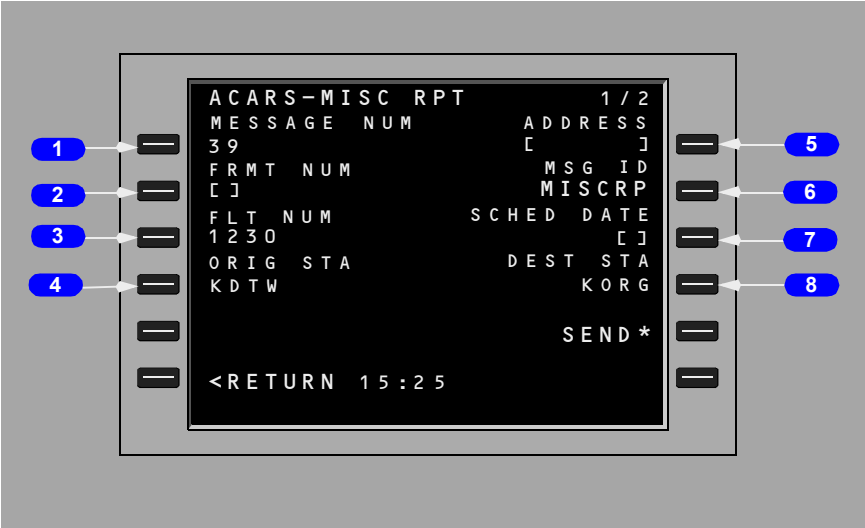 ACARS-MISC RPT 1/2
MESSAGE NUM ADDRESS
39 [ ]
FRMT NUM MSG ID
[ ] MISCRP
FLT NUM SCHED DATE
1230 [ ]
ORIG STA DEST STA
KDTW KORG
SEND*
<RETURN 15:25
1 5
2 6
3 7
4 8